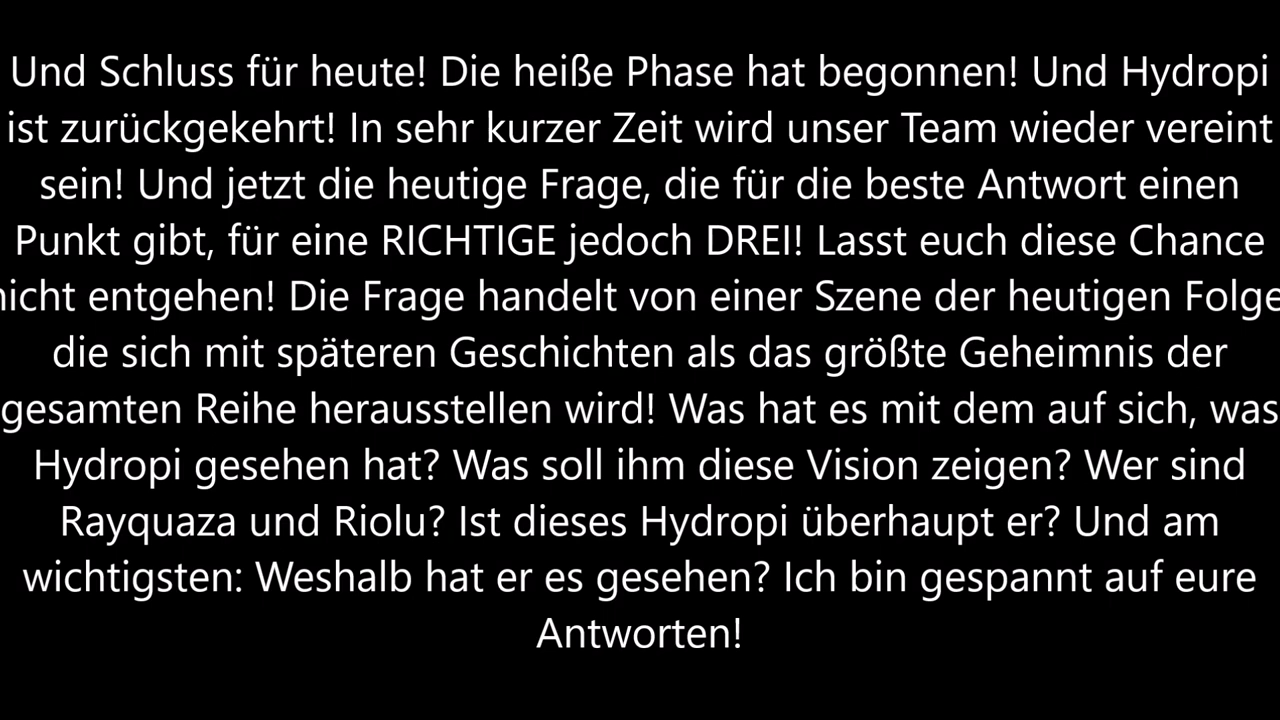 Und Schluss für heute! Die heiße Phase hat begonnen! Und Hydropi
ist zurückgekehrt! In sehr kurzer Zeit wird unser Team wieder vereint
sein! Und jetzt die heutige Frage, die für die beste Antwort einen
Punkt gibt, für eine RICHTIGE jedoch DREI! Lasst euch diese Chance
nicht entgehen! Die Frage handelt von einer Szene der heutigen Folge
die sich mit späteren Geschichten als das größte Geheimnis der
gesamten Reihe herausstellen wird! Was hat es mit dem auf sich, was
Hydropi gesehen hat? Was soll ihm diese Vision zeigen? Wer sind
Rayquaza und Riolu? Ist dieses Hydropi überhaupt er? Und am
wichtigsten: Weshalb hat er es gesehen? Ich bin gespannt auf eure
Antworten!